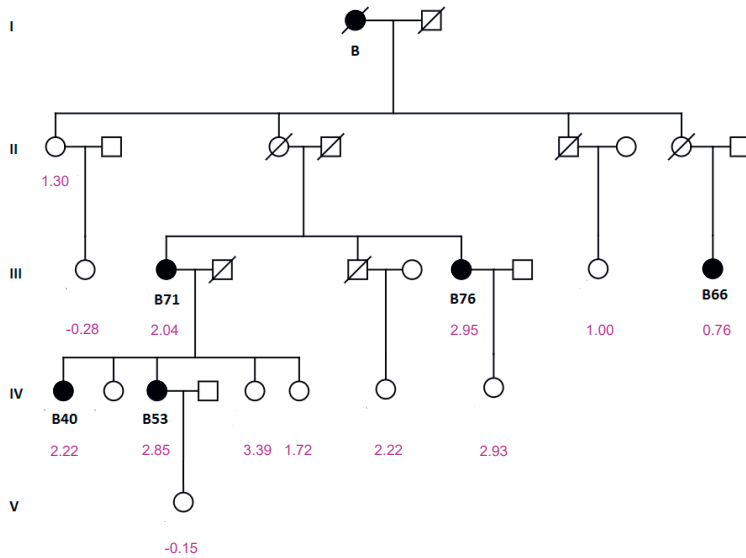 I
B
II
1.30
III
B71 B76 B66
-0.28 2.04 2.95 1.00 0.76
IV
B40 B53
2.22 2.85 3.39 1.72 2.22 2.93
V
-0.15